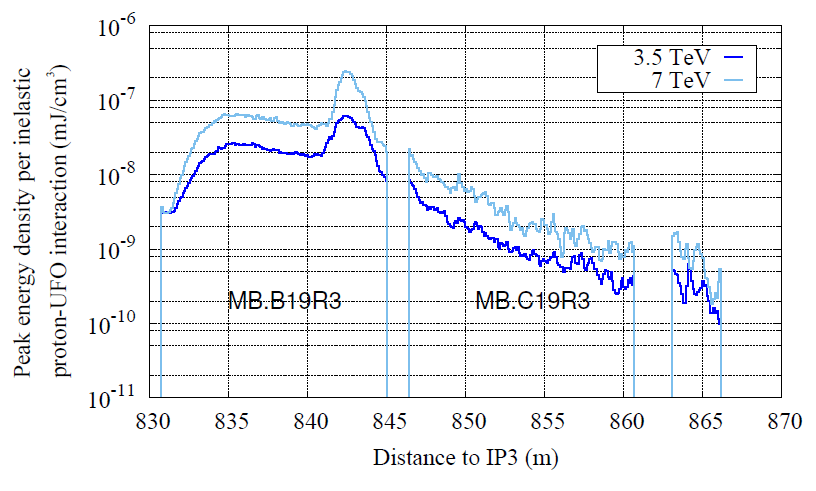 Peak energy density per inelastic
proton-UFO interaction (mJ/cm³)
10⁻⁶
10⁻⁷
10⁻⁸
10⁻⁹
10⁻¹⁰
10⁻¹¹
3.5 TeV
7 TeV
MB.B19R3 MB.C19R3
830 835 840 845 850 855 860 865 870
Distance to IP3 (m)